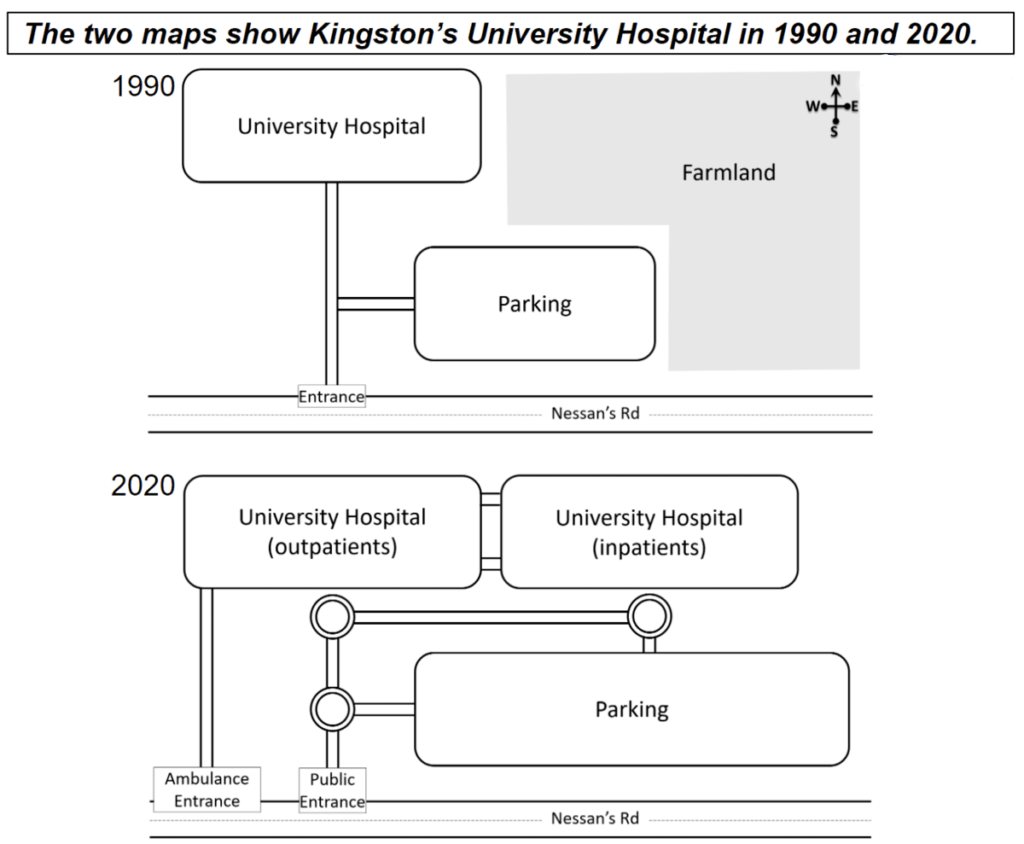 The two maps show Kingston's University Hospital in 1990 and 2020.
1990
University Hospital
N
W E
S
Farmland
Parking
Entrance
Nessan's Rd
2020
University Hospital
(outpatients)
University Hospital
(inpatients)
Parking
Ambulance
Entrance
Public
Entrance
Nessan's Rd